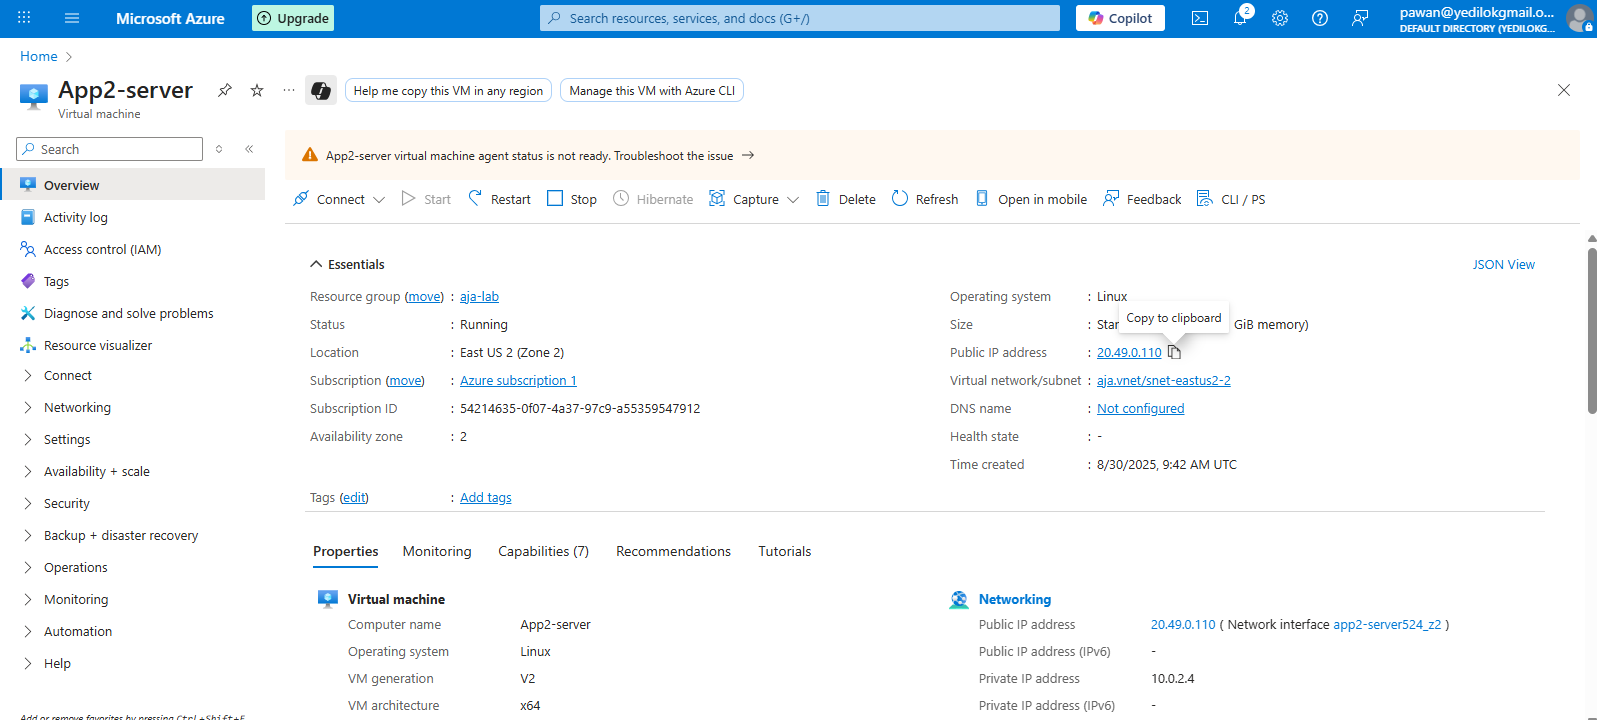 Microsoft Azure
Upgrade
Search resources, services, and docs (G+/)
Copilot
2
pawan@yedilokgmail.o...
DEFAULT DIRECTORY (YEDILOKG...
Home
App2-server
Virtual machine
Help me copy this VM in any region
Manage this VM with Azure CLI
Search
App2-server virtual machine agent status is not ready. Troubleshoot the issue →
Connect
Start
Restart
Stop
Hibernate
Capture
Delete
Refresh
Open in mobile
Feedback
CLI / PS
Overview
Activity log
Access control (IAM)
Tags
Diagnose and solve problems
Resource visualizer
Connect
Networking
Settings
Availability + scale
Security
Backup + disaster recovery
Operations
Monitoring
Automation
Help
Add or remove favorites by pressing Ctrl+Shift+F
Essentials
JSON View
Resource group (move) : aja-lab
Status : Running
Location : East US 2 (Zone 2)
Subscription (move) : Azure subscription 1
Subscription ID : 54214635-0f07-4a37-97c9-a55359547912
Availability zone : 2
Tags (edit) : Add tags
Operating system : Linux
Copy to clipboard
Size : GiB memory)
Public IP address : 20.49.0.110
Virtual network/subnet : aja.vnet/snet-eastus2-2
DNS name : Not configured
Health state : -
Time created : 8/30/2025, 9:42 AM UTC
Properties
Monitoring
Capabilities (7)
Recommendations
Tutorials
Virtual machine
Computer name App2-server
Operating system Linux
VM generation V2
VM architecture x64
Networking
Public IP address 20.49.0.110 ( Network interface app2-server524_z2 )
Public IP address (IPv6) -
Private IP address 10.0.2.4
Private IP address (IPv6) -